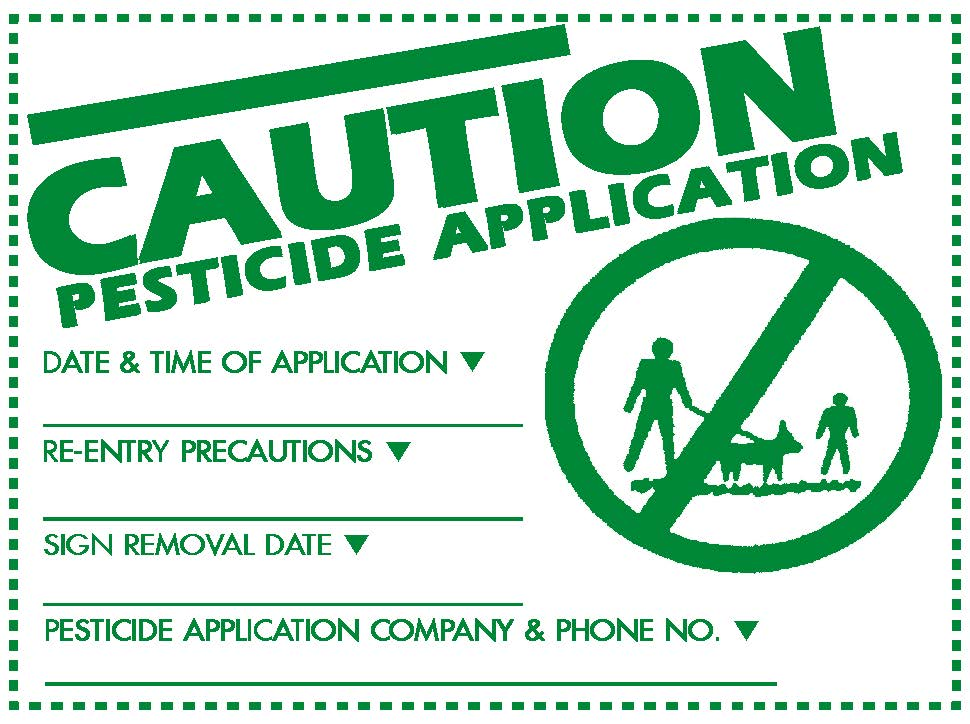 CAUTION
PESTICIDE APPLICATION
DATE & TIME OF APPLICATION ▼
RE-ENTRY PRECAUTIONS ▼
SIGN REMOVAL DATE ▼
PESTICIDE APPLICATION COMPANY & PHONE NO. ▼